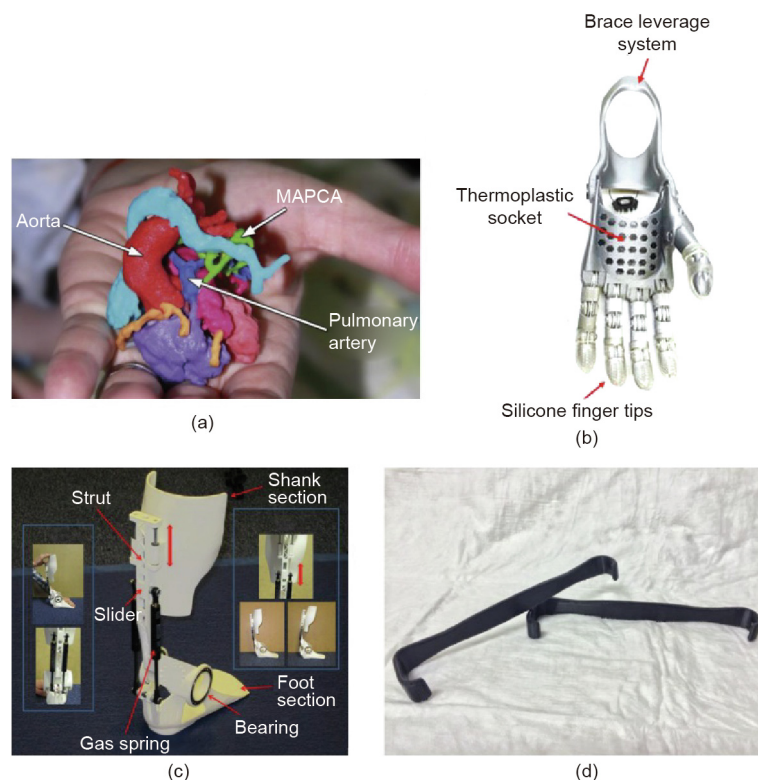 Aorta
MAPCA
Pulmonary
artery
(a)
Brace leverage
system
Thermoplastic
socket
Silicone finger tips
(b)
Strut
Shank
section
Slider
Foot
section
Bearing
Gas spring
(c)
(d)